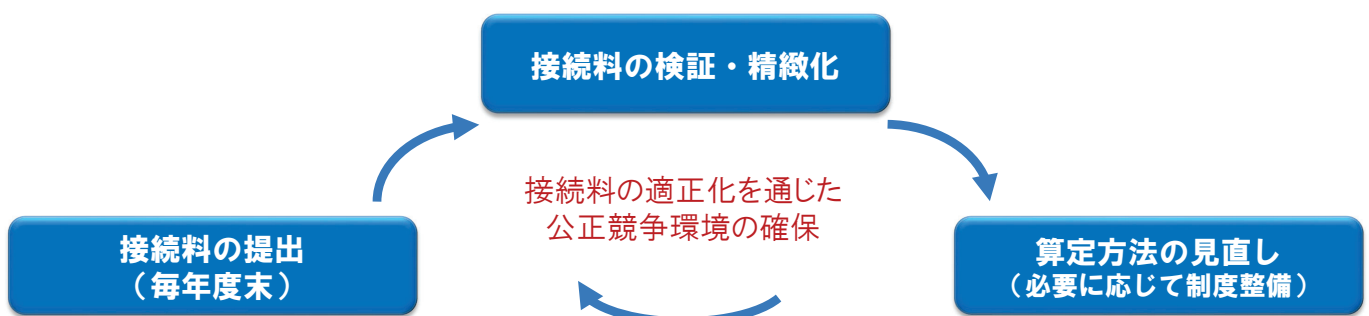 接続料の検証・精緻化
接続料の適正化を通じた
公正競争環境の確保
接続料の提出
（毎年度末）
算定方法の見直し
（必要に応じて制度整備）